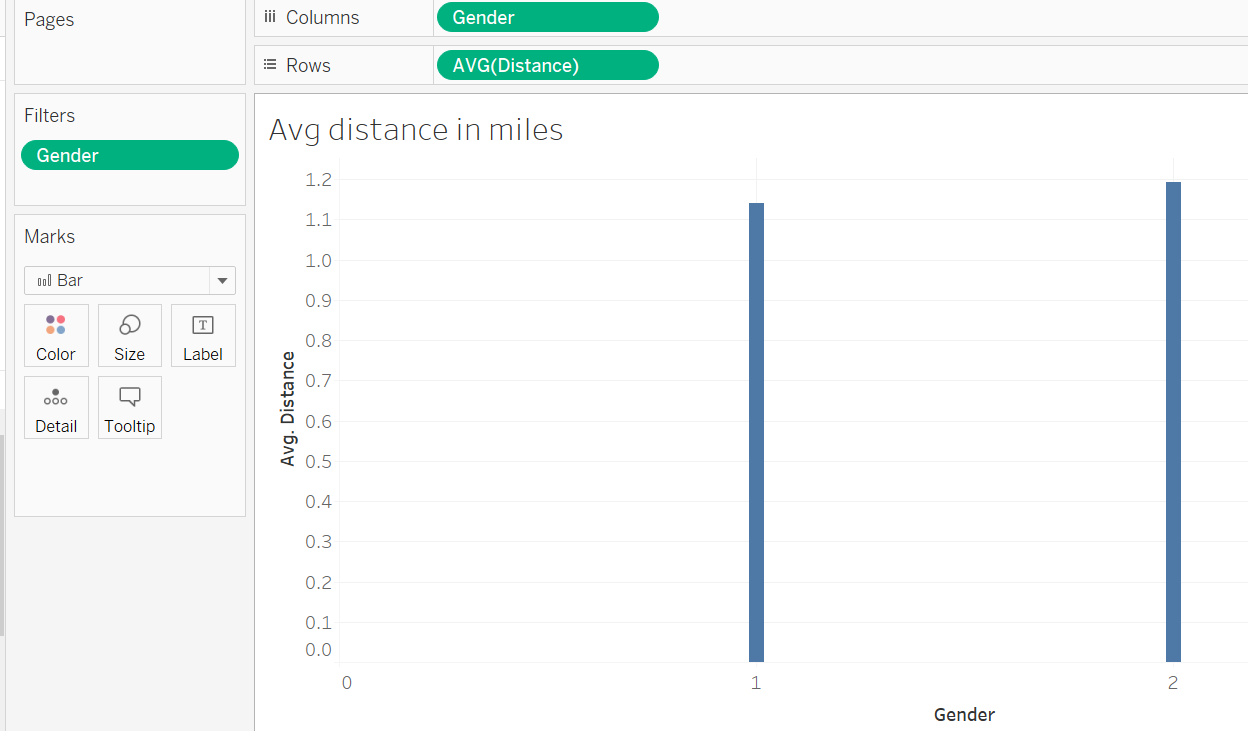 Pages
Columns
Gender
Rows
AVG(Distance)
Filters
Gender
Marks
Bar
Color
Size
Label
Detail
Tooltip
Avg distance in miles
Avg. Distance
1.2
1.1
1.0
0.9
0.8
0.7
0.6
0.5
0.4
0.3
0.2
0.1
0.0
0 1 2
Gender